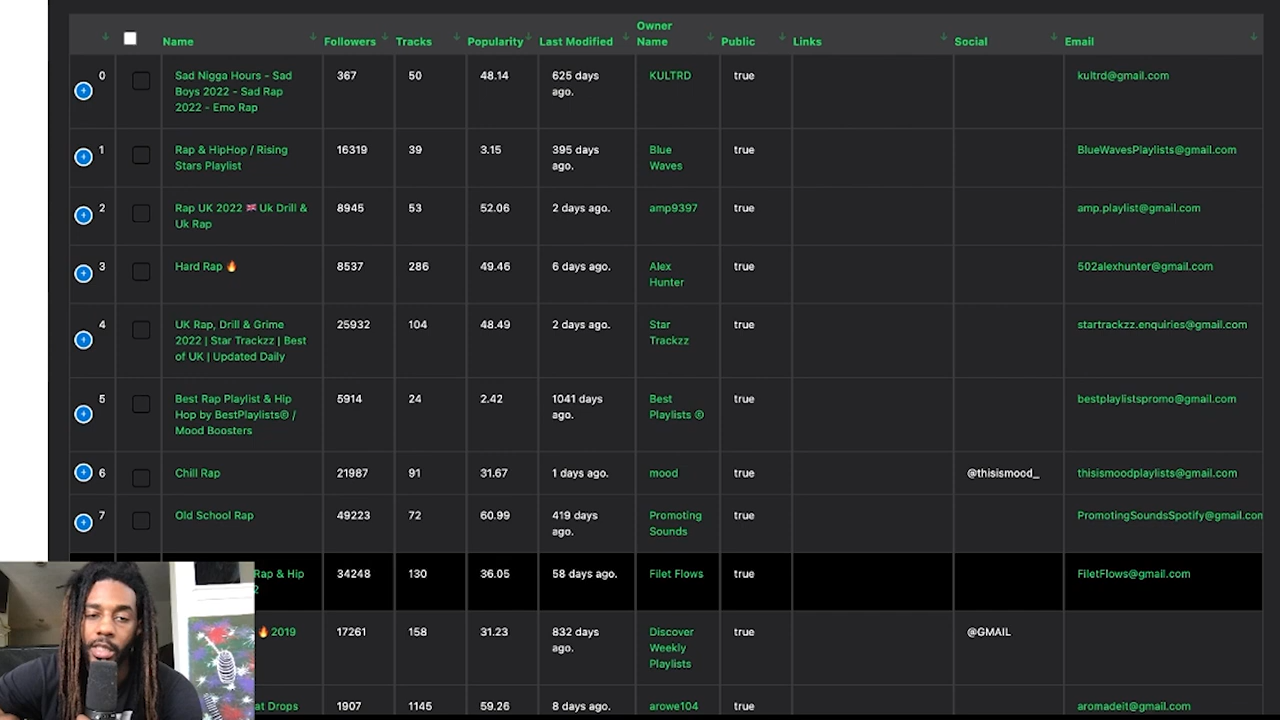 Owner
Name Followers Tracks Popularity Last Modified Name Public Links Social Email
0 Sad Nigga Hours - Sad 367 50 48.14 625 days KULTRD true kultrd@gmail.com
Boys 2022 - Sad Rap ago.
2022 - Emo Rap
1 Rap & HipHop / Rising 16319 39 3.15 395 days Blue true BlueWavesPlaylists@gmail.com
Stars Playlist ago. Waves
2 Rap UK 2022 🇬🇧 Uk Drill & 8945 53 52.06 2 days ago. amp9397 true amp.playlist@gmail.com
Uk Rap
3 Hard Rap 🔥 8537 286 49.46 6 days ago. Alex true 502alexhunter@gmail.com
Hunter
4 UK Rap, Drill & Grime 25932 104 48.49 2 days ago. Star true startrackzz.enquiries@gmail.com
2022 | Star Trackzz | Best Trackzz
of UK | Updated Daily
5 Best Rap Playlist & Hip 5914 24 2.42 1041 days Best true bestplaylistspromo@gmail.com
Hop by BestPlaylists® / ago. Playlists ®
Mood Boosters
6 Chill Rap 21987 91 31.67 1 days ago. mood true @thisismood_ thisismoodplaylists@gmail.com
7 Old School Rap 49223 72 60.99 419 days Promoting true PromotingSoundsSpotify@gmail.com
ago. Sounds
Rap & Hip 34248 130 36.05 58 days ago. Filet Flows true FiletFlows@gmail.com
2
🔥 2019 17261 158 31.23 832 days Discover true @GMAIL
ago. Weekly
Playlists
at Drops 1907 1145 59.26 8 days ago. arowe104 true aromadeit@gmail.com